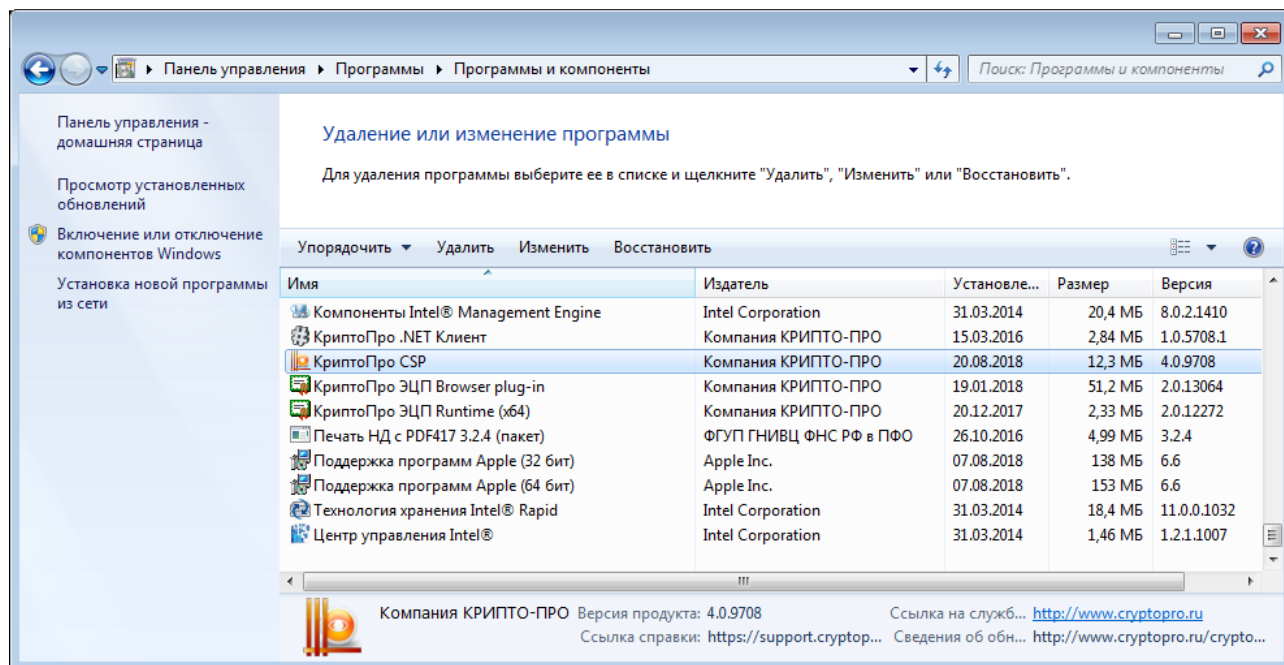 Панель управления ▸ Программы ▸ Программы и компоненты
Поиск: Программы и компоненты
Панель управления -
домашняя страница
Просмотр установленных
обновлений
Включение или отключение
компонентов Windows
Установка новой программы
из сети
Удаление или изменение программы
Для удаления программы выберите ее в списке и щелкните "Удалить", "Изменить" или "Восстановить".
Упорядочить Удалить Изменить Восстановить
Имя Издатель Установле... Размер Версия
Компоненты Intel® Management Engine Intel Corporation 31.03.2014 20,4 МБ 8.0.2.1410
КриптоПро .NET Клиент Компания КРИПТО-ПРО 15.03.2016 2,84 МБ 1.0.5708.1
КриптоПро CSP Компания КРИПТО-ПРО 20.08.2018 12,3 МБ 4.0.9708
КриптоПро ЭЦП Browser plug-in Компания КРИПТО-ПРО 19.01.2018 51,2 МБ 2.0.13064
КриптоПро ЭЦП Runtime (x64) Компания КРИПТО-ПРО 20.12.2017 2,33 МБ 2.0.12272
Печать НД с PDF417 3.2.4 (пакет) ФГУП ГНИВЦ ФНС РФ в ПФО 26.10.2016 4,99 МБ 3.2.4
Поддержка программ Apple (32 бит) Apple Inc. 07.08.2018 138 МБ 6.6
Поддержка программ Apple (64 бит) Apple Inc. 07.08.2018 153 МБ 6.6
Технология хранения Intel® Rapid Intel Corporation 31.03.2014 18,4 МБ 11.0.0.1032
Центр управления Intel® Intel Corporation 31.03.2014 1,46 МБ 1.2.1.1007
Компания КРИПТО-ПРО Версия продукта: 4.0.9708 Ссылка на служб... http://www.cryptopro.ru
Ссылка справки: https://support.cryptop... Сведения об обн... http://www.cryptopro.ru/crypto...